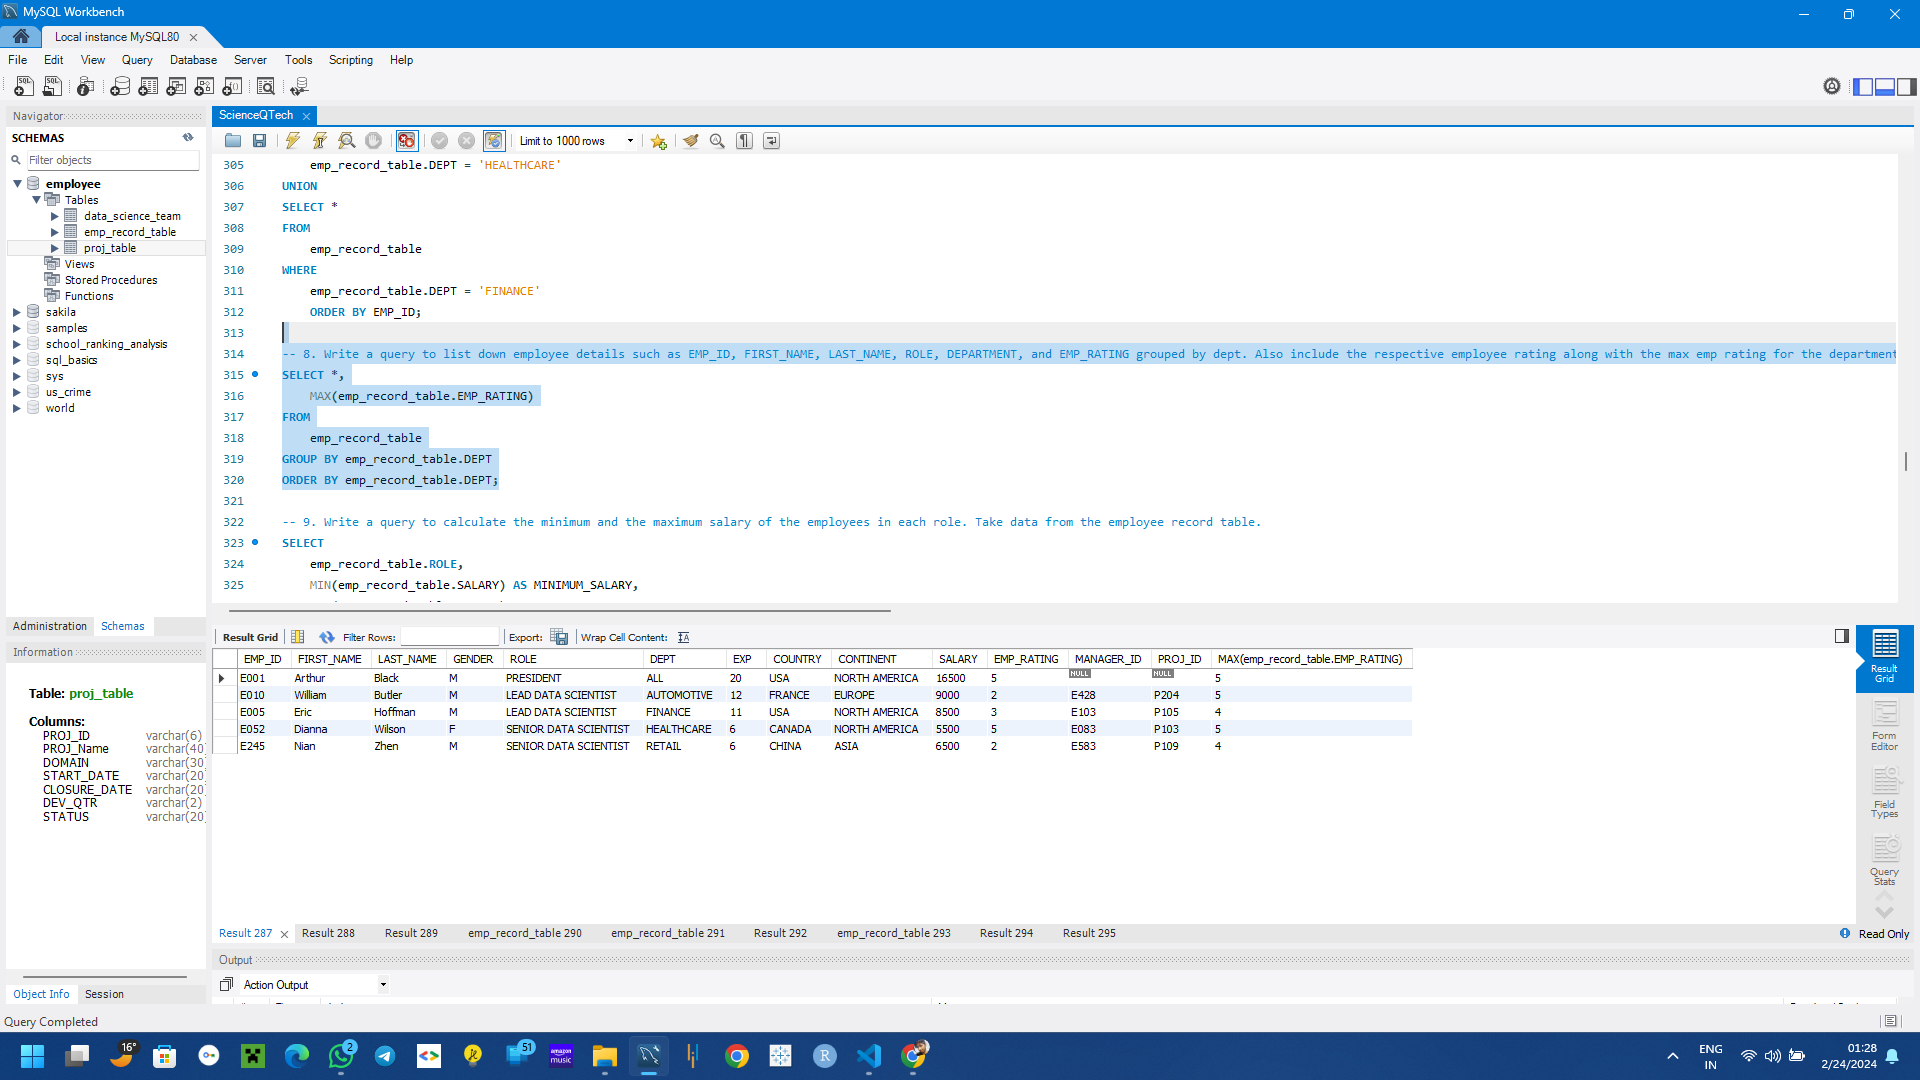 MySQL Workbench
Local instance MySQL80
File Edit View Query Database Server Tools Scripting Help
Navigator
SCHEMAS
Filter objects
employee
Tables
data_science_team
emp_record_table
proj_table
Views
Stored Procedures
Functions
sakila
samples
school_ranking_analysis
sql_basics
sys
us_crime
world
Administration Schemas
Information
Table: proj_table
Columns:
PROJ_ID varchar(6)
PROJ_Name varchar(40)
DOMAIN varchar(30)
START_DATE varchar(20)
CLOSURE_DATE varchar(20)
DEV_QTR varchar(2)
STATUS varchar(20)
Object Info Session
Query Completed
ScienceQTech
Limit to 1000 rows
305 emp_record_table.DEPT = 'HEALTHCARE'
306 UNION
307 SELECT *
308 FROM
309 emp_record_table
310 WHERE
311 emp_record_table.DEPT = 'FINANCE'
312 ORDER BY EMP_ID;
313
314 -- 8. Write a query to list down employee details such as EMP_ID, FIRST_NAME, LAST_NAME, ROLE, DEPARTMENT, and EMP_RATING grouped by dept. Also include the respective employee rating along with the max emp rating for the department
315 SELECT *,
316 MAX(emp_record_table.EMP_RATING)
317 FROM
318 emp_record_table
319 GROUP BY emp_record_table.DEPT
320 ORDER BY emp_record_table.DEPT;
321
322 -- 9. Write a query to calculate the minimum and the maximum salary of the employees in each role. Take data from the employee record table.
323 SELECT
324 emp_record_table.ROLE,
325 MIN(emp_record_table.SALARY) AS MINIMUM_SALARY,
Result Grid Filter Rows: Export: Wrap Cell Content:
EMP_ID FIRST_NAME LAST_NAME GENDER ROLE DEPT EXP COUNTRY CONTINENT SALARY EMP_RATING MANAGER_ID PROJ_ID MAX(emp_record_table.EMP_RATING)
E001 Arthur Black M PRESIDENT ALL 20 USA NORTH AMERICA 16500 5 NULL NULL 5
E010 William Butler M LEAD DATA SCIENTIST AUTOMOTIVE 12 FRANCE EUROPE 9000 2 E428 P204 5
E005 Eric Hoffman M LEAD DATA SCIENTIST FINANCE 11 USA NORTH AMERICA 8500 3 E103 P105 4
E052 Dianna Wilson F SENIOR DATA SCIENTIST HEALTHCARE 6 CANADA NORTH AMERICA 5500 5 E083 P103 5
E245 Nian Zhen M SENIOR DATA SCIENTIST RETAIL 6 CHINA ASIA 6500 2 E583 P109 4
Result Grid
Form Editor
Field Types
Query Stats
Result 287 Result 288 Result 289 emp_record_table 290 emp_record_table 291 Result 292 emp_record_table 293 Result 294 Result 295
Read Only
Output
Action Output
16°
2
51
amazon music
R
ENG
IN
01:28
2/24/2024